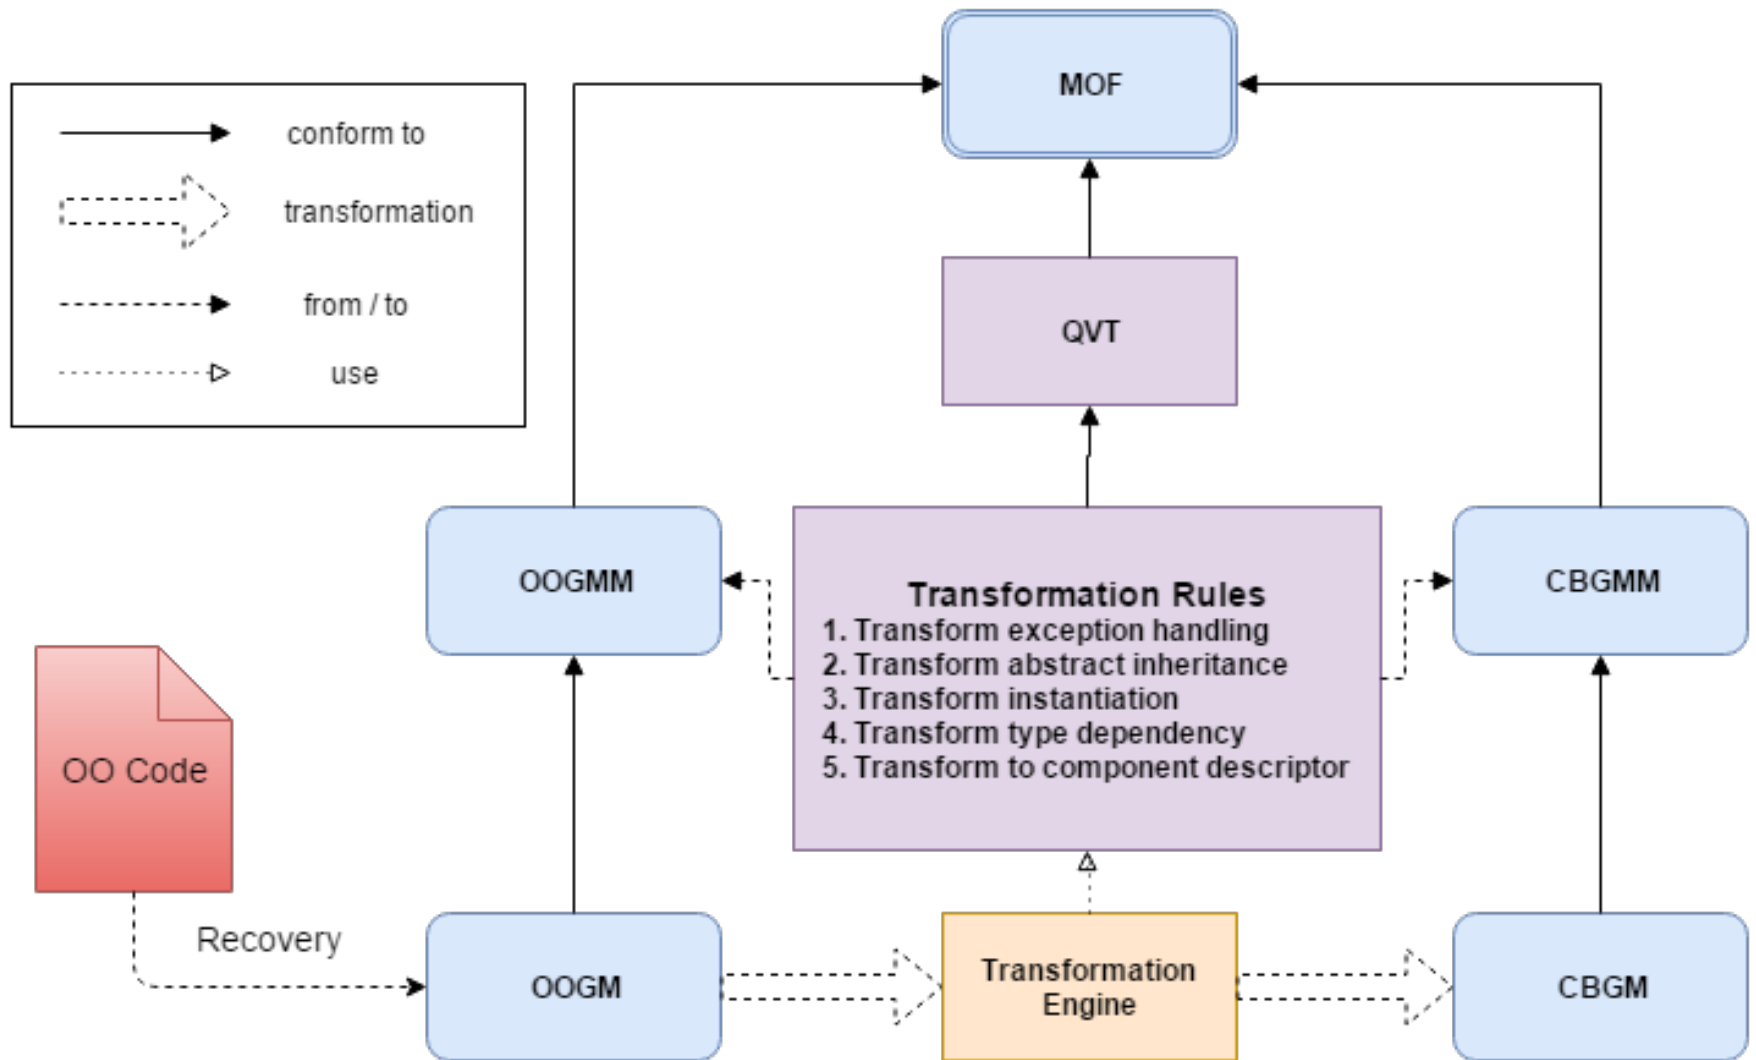 MOF
conform to
transformation
from / to
use
QVT
OOGMM
Transformation Rules
1. Transform exception handling
2. Transform abstract inheritance
3. Transform instantiation
4. Transform type dependency
5. Transform to component descriptor
CBGMM
OO Code
Recovery
OOGM
Transformation
Engine
CBGM